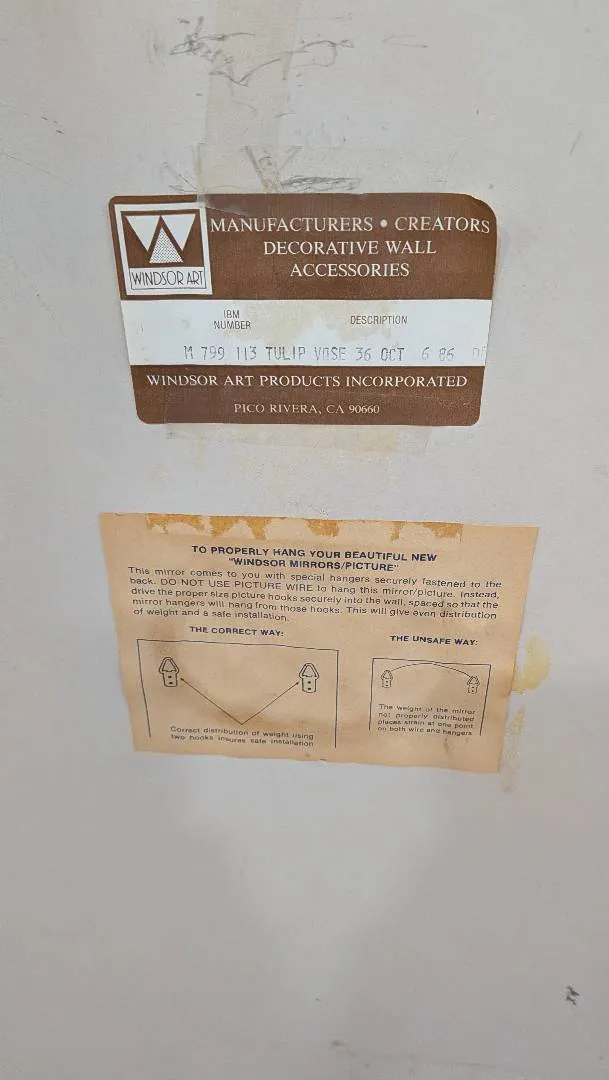 MANUFACTURERS • CREATORS
DECORATIVE WALL
ACCESSORIES
WINDSOR ART
IBM
NUMBER
DESCRIPTION
M 799 113 TULIP VASE 36 OCT 6 86
WINDSOR ART PRODUCTS INCORPORATED
PICO RIVERA, CA 90660
TO PROPERLY HANG YOUR BEAUTIFUL NEW
"WINDSOR MIRRORS/PICTURE"
This mirror comes to you with special hangers securely fastened to the
back. DO NOT USE PICTURE WIRE to hang this mirror/picture. Instead,
drive the proper size picture hooks securely into the wall, spaced so that the
mirror hangers will hang from those hooks. This will give even distribution
of weight and a safe installation.
THE CORRECT WAY:
Correct distribution of weight using
two hooks insures safe installation
THE UNSAFE WAY:
The weight of the mirror
not properly distributed
places strain at one point
on both wire and hangers